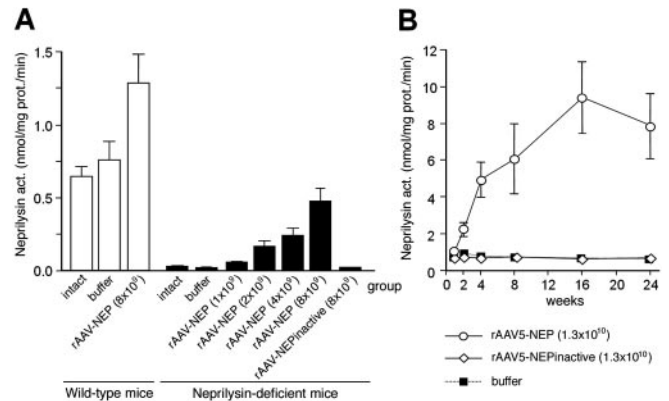 A
Neprilysin act. (nmol/mg prot./min)
1.5
1.0
0.5
0.0
intact
buffer
rAAV-NEP (8x10⁹)
intact
buffer
rAAV-NEP (1x10⁹)
rAAV-NEP (2x10⁹)
rAAV-NEP (4x10⁹)
rAAV-NEP (8x10⁹)
rAAV-NEPinactive (8x10⁹)
group
Wild-type mice
Neprilysin-deficient mice
B
Neprilysin act. (nmol/mg prot./min)
12
10
8
6
4
2
0
0 2 4 8 16 24
weeks
rAAV5-NEP (1.3x10¹⁰)
rAAV5-NEPinactive (1.3x10¹⁰)
buffer